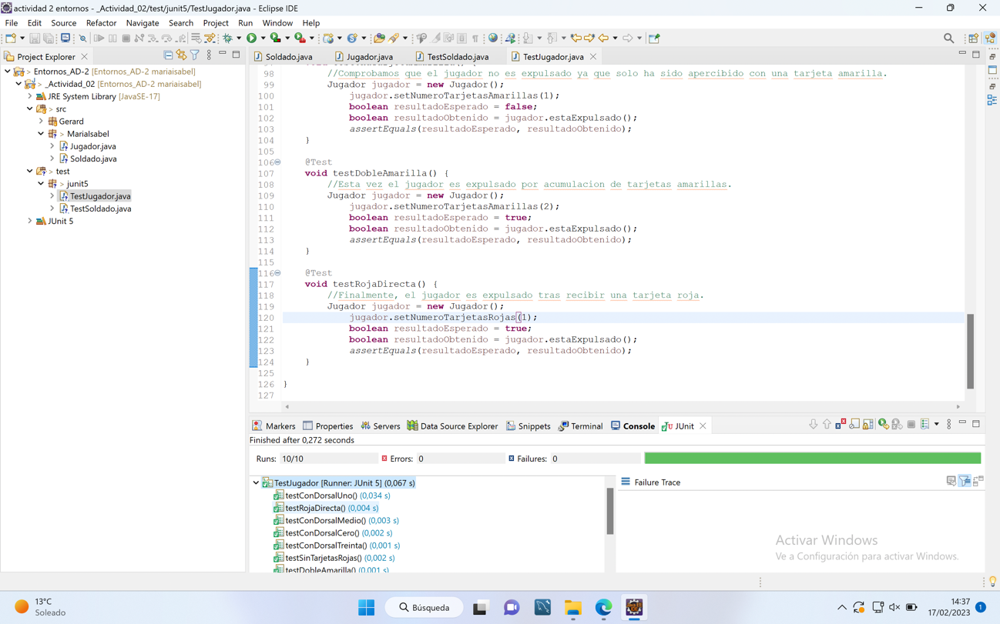 actividad 2 entornos - _Actividad_02/test/junit5/TestJugador.java - Eclipse IDE
File Edit Source Refactor Navigate Search Project Run Window Help
Project Explorer
Entornos_AD-2 [Entornos_AD-2 mariaisabel]
_Actividad_02 [Entornos_AD-2 mariaisabel]
JRE System Library [JavaSE-17]
src
Gerard
MariaIsabel
Jugador.java
Soldado.java
test
junit5
TestJugador.java
TestSoldado.java
JUnit 5
Soldado.java Jugador.java TestSoldado.java TestJugador.java
98 //Comprobamos que el jugador no es expulsado ya que solo ha sido apercibido con una tarjeta amarilla.
99 Jugador jugador = new Jugador();
100 jugador.setNumeroTarjetasAmarillas(1);
101 boolean resultadoEsperado = false;
102 boolean resultadoObtenido = jugador.estaExpulsado();
103 assertEquals(resultadoEsperado, resultadoObtenido);
104 }
105
106 @Test
107 void testDobleAmarilla() {
108 //Esta vez el jugador es expulsado por acumulacion de tarjetas amarillas.
109 Jugador jugador = new Jugador();
110 jugador.setNumeroTarjetasAmarillas(2);
111 boolean resultadoEsperado = true;
112 boolean resultadoObtenido = jugador.estaExpulsado();
113 assertEquals(resultadoEsperado, resultadoObtenido);
114 }
115
116 @Test
117 void testRojaDirecta() {
118 //Finalmente, el jugador es expulsado tras recibir una tarjeta roja.
119 Jugador jugador = new Jugador();
120 jugador.setNumeroTarjetasRojas(1);
121 boolean resultadoEsperado = true;
122 boolean resultadoObtenido = jugador.estaExpulsado();
123 assertEquals(resultadoEsperado, resultadoObtenido);
124 }
125
126 }
127
Markers Properties Servers Data Source Explorer Snippets Terminal Console JUnit
Finished after 0,272 seconds
Runs: 10/10 Errors: 0 Failures: 0
TestJugador [Runner: JUnit 5] (0,067 s)
testConDorsalUno() (0,034 s)
testRojaDirecta() (0,004 s)
testConDorsalMedio() (0,003 s)
testConDorsalCero() (0,002 s)
testConDorsalTreinta() (0,001 s)
testSinTarjetasRojas() (0,002 s)
testDobleAmarilla() (0,001 s)
Failure Trace
Activar Windows
Ve a Configuración para activar Windows.
13°C
Soleado
Búsqueda
14:37
17/02/2023
1